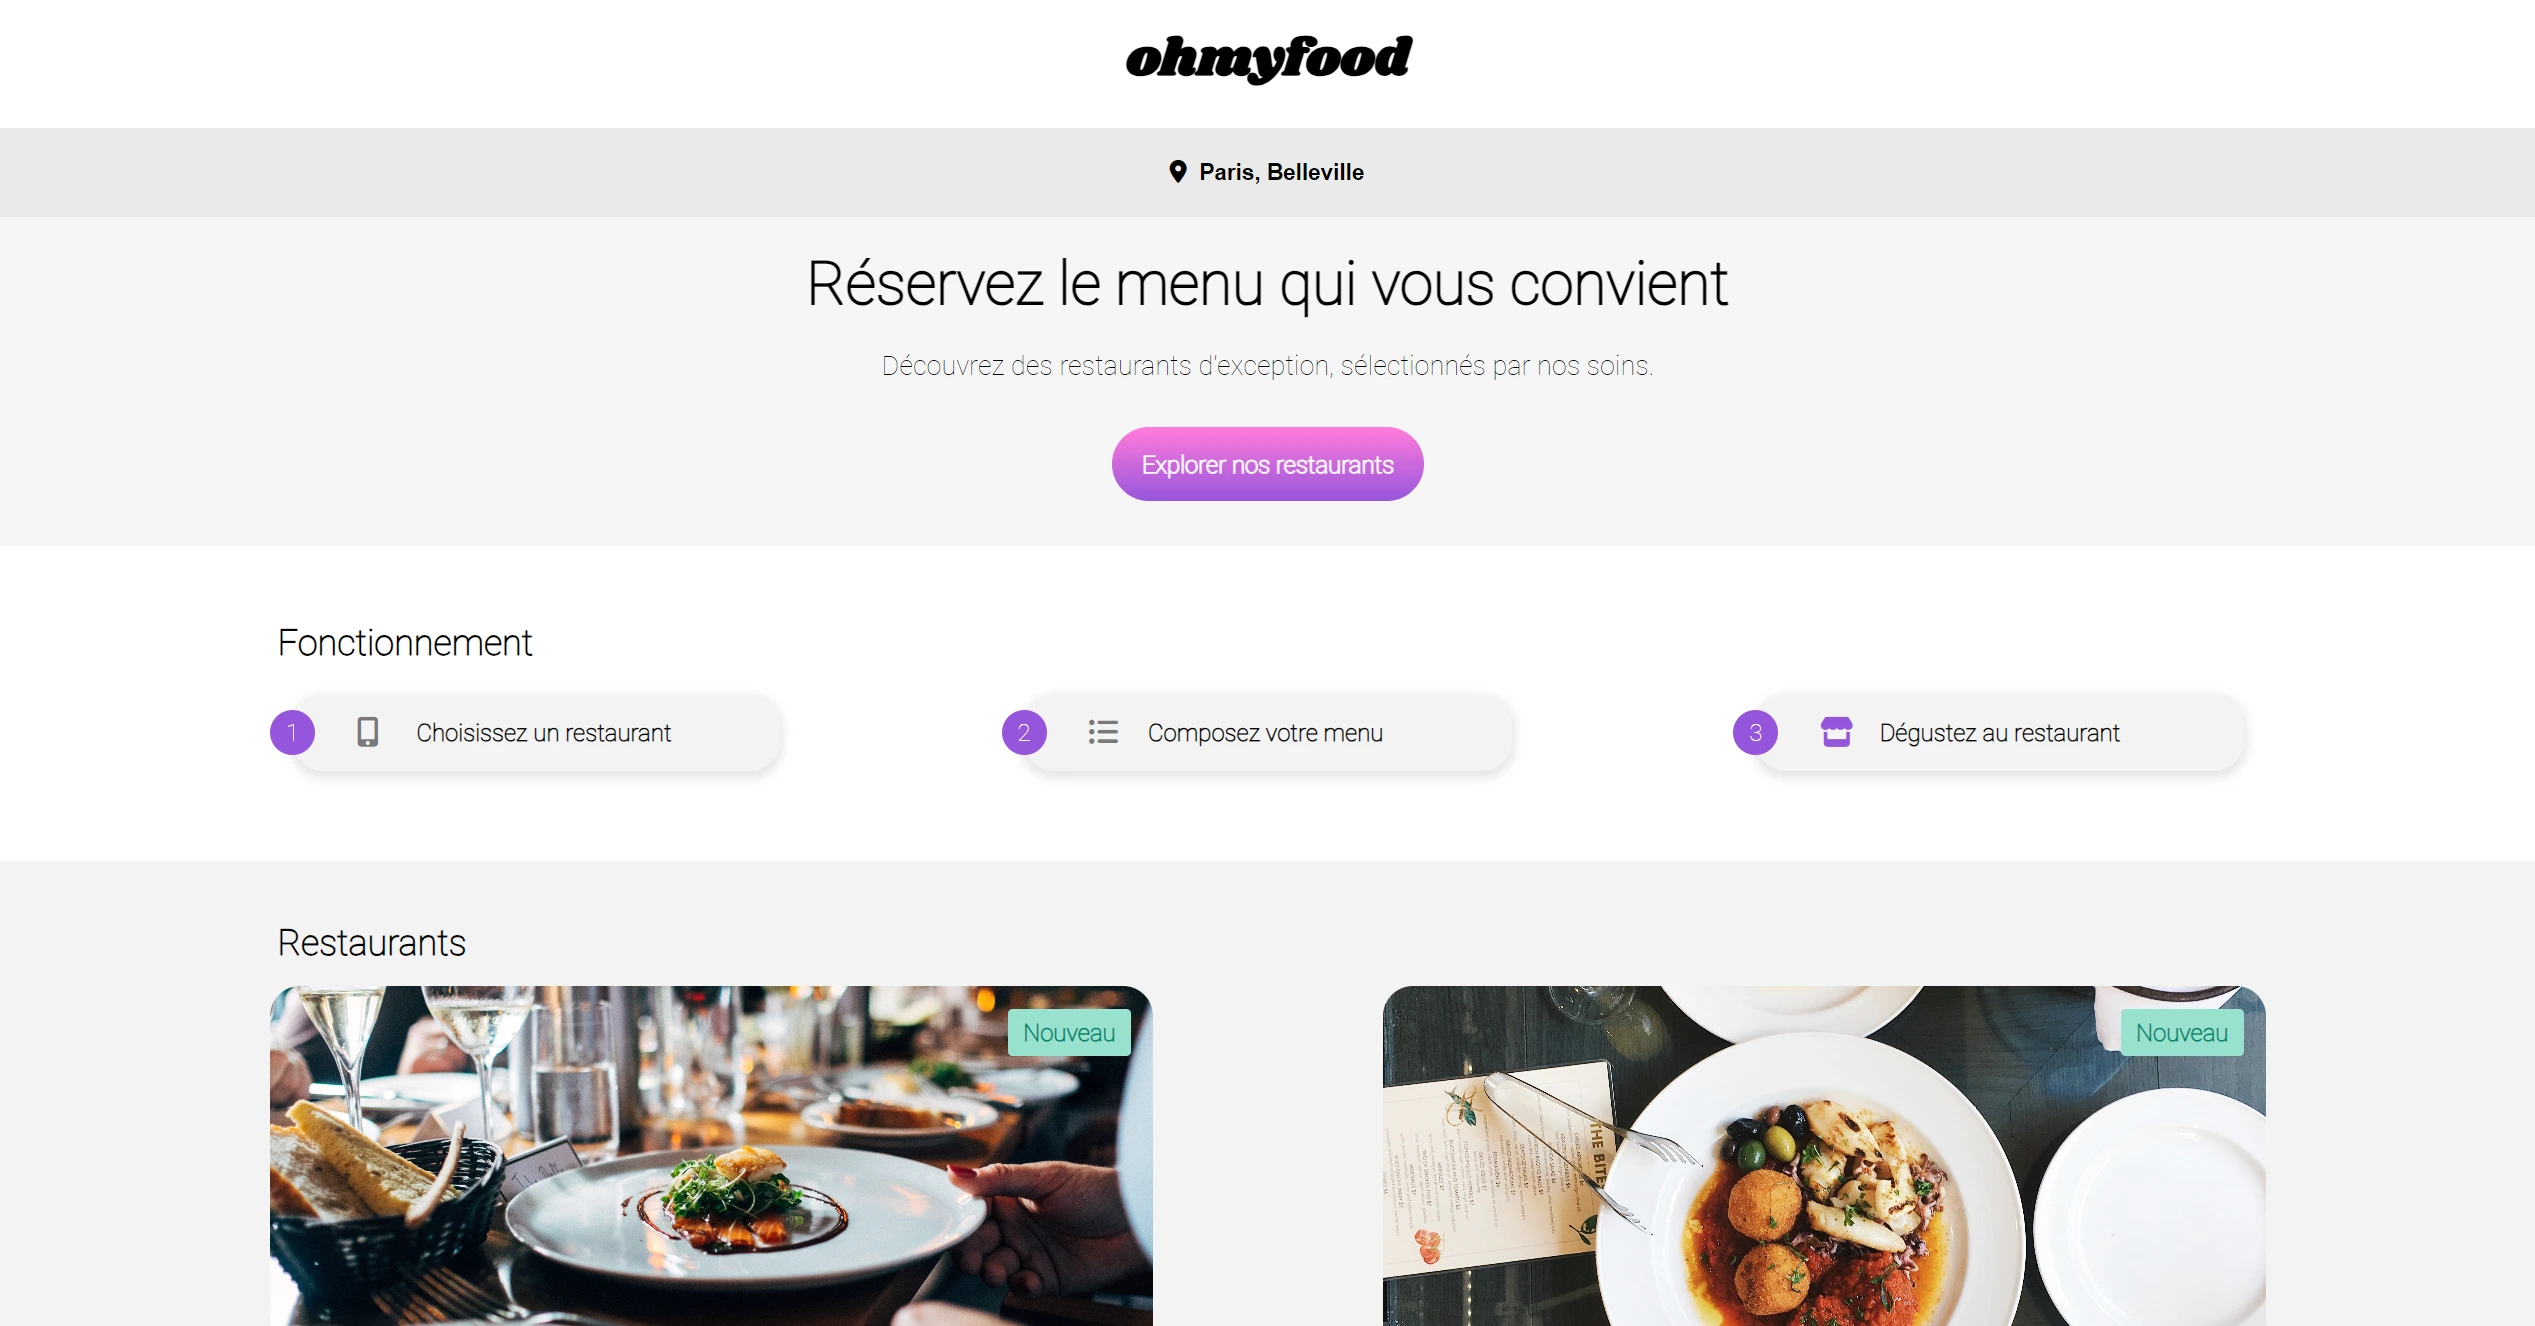 ohmyfood
Paris, Belleville
Réservez le menu qui vous convient
Découvrez des restaurants d'exception, sélectionnés par nos soins.
Explorer nos restaurants
Fonctionnement
1 Choisissez un restaurant
2 Composez votre menu
3 Dégustez au restaurant
Restaurants
Nouveau
Nouveau
THE BITE